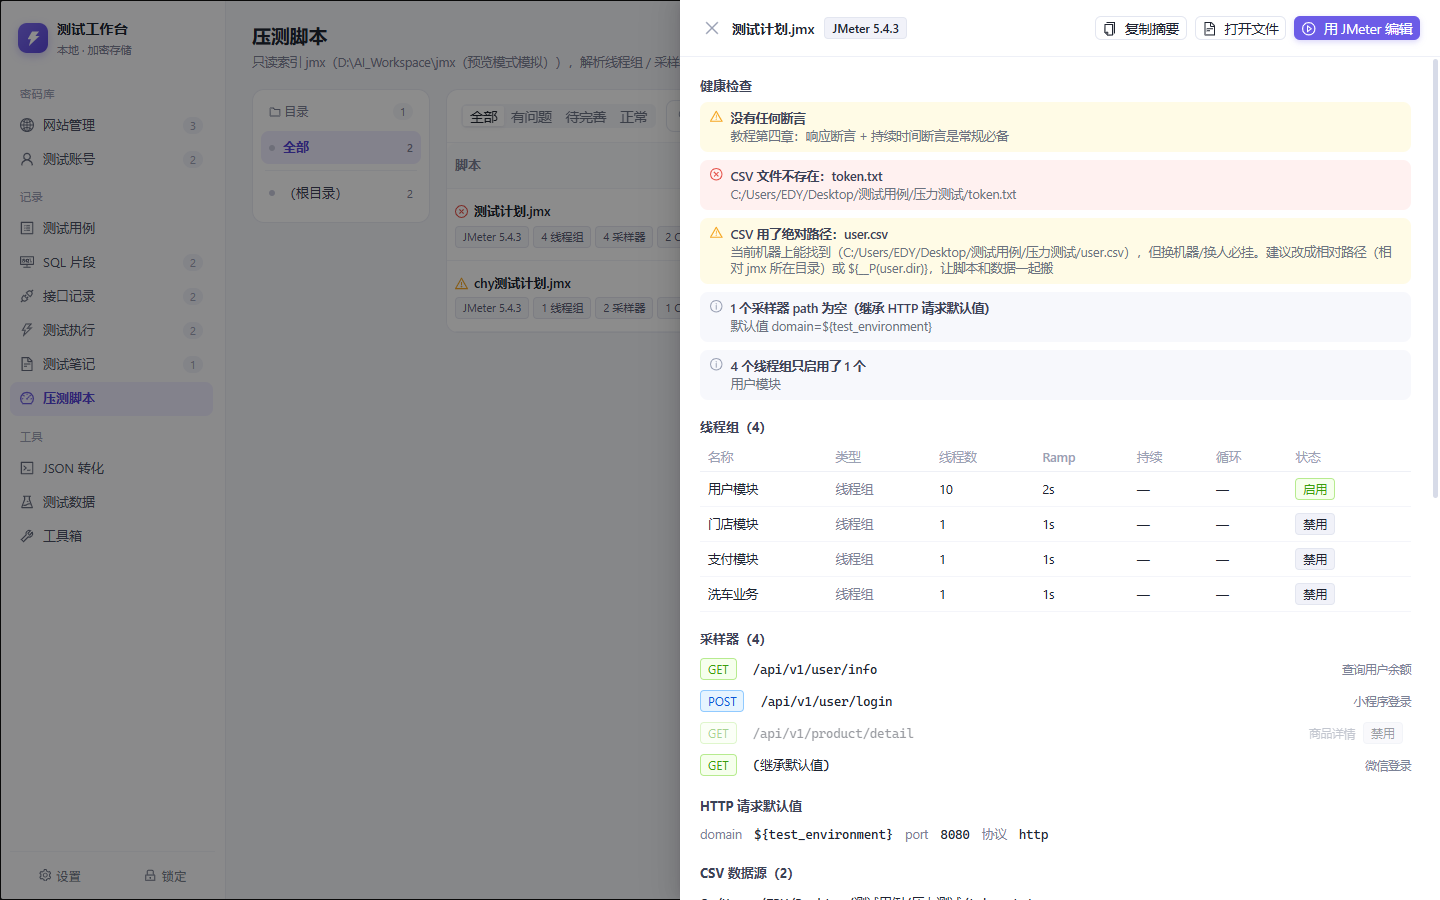 测试工作台
本地 · 加密存储
密码库
网站管理 3
测试账号 2
记录
测试用例
SQL 片段 2
接口记录 2
测试执行 2
测试笔记 1
压测脚本
工具
JSON 转化
测试数据
工具箱
设置 锁定
压测脚本
只读索引 jmx（D:\AI_Workspace\jmx（预览模式模拟）），解析线程组 / 采样
目录 1
全部 2
（根目录） 2
全部 有问题 待完善 正常
脚本
测试计划.jmx
JMeter 5.4.3 4 线程组 4 采样器 2 C
chy测试计划.jmx
JMeter 5.4.3 1 线程组 2 采样器 1 C
测试计划.jmx JMeter 5.4.3 复制摘要 打开文件 用 JMeter 编辑
健康检查
没有任何断言
教程第四章：响应断言 + 持续时间断言是常规必备
CSV 文件不存在：token.txt
C:/Users/EDY/Desktop/测试用例/压力测试/token.txt
CSV 用了绝对路径：user.csv
当前机器上能找到（C:/Users/EDY/Desktop/测试用例/压力测试/user.csv），但换机器/换人必挂。建议改成相对路径（相
对 jmx 所在目录）或 ${__P(user.dir)}，让脚本和数据一起搬
1 个采样器 path 为空（继承 HTTP 请求默认值）
默认值 domain=${test_environment}
4 个线程组只启用了 1 个
用户模块
线程组（4）
名称 类型 线程数 Ramp 持续 循环 状态
用户模块 线程组 10 2s — — 启用
门店模块 线程组 1 1s — — 禁用
支付模块 线程组 1 1s — — 禁用
洗车业务 线程组 1 1s — — 禁用
采样器（4）
GET /api/v1/user/info 查询用户余额
POST /api/v1/user/login 小程序登录
GET /api/v1/product/detail 商品详情 禁用
GET (继承默认值) 微信登录
HTTP 请求默认值
domain ${test_environment} port 8080 协议 http
CSV 数据源（2）